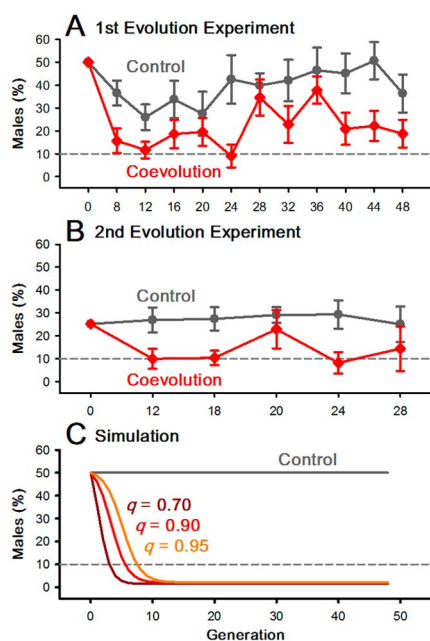 A 1st Evolution Experiment
60
50
40
30
20
10
0
Males (%)
Control
Coevolution
0 8 12 16 20 24 28 32 36 40 44 48
B 2nd Evolution Experiment
60
50
40
30
20
10
0
Males (%)
Control
Coevolution
0 12 18 20 24 28
C Simulation
60
50
40
30
20
10
0
Males (%)
Control
q = 0.70
q = 0.90
q = 0.95
0 10 20 30 40 50
Generation